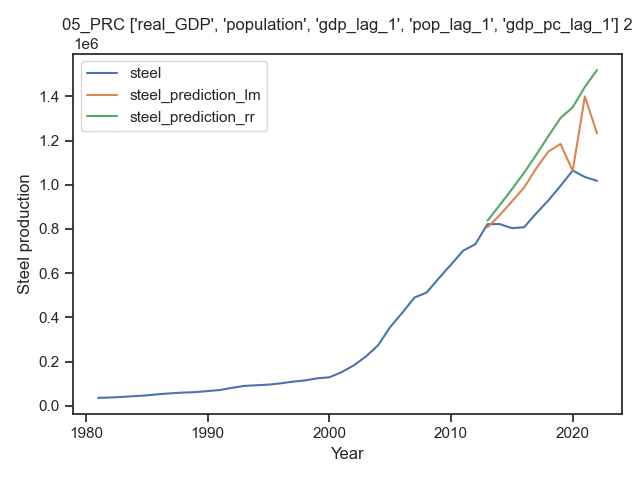 05_PRC ['real_GDP', 'population', 'gdp_lag_1', 'pop_lag_1', 'gdp_pc_lag_1'] 2
1e6
steel
steel_prediction_lm
steel_prediction_rr
1.4
1.2
1.0
0.8
0.6
0.4
0.2
0.0
Steel production
1980 1990 2000 2010 2020
Year